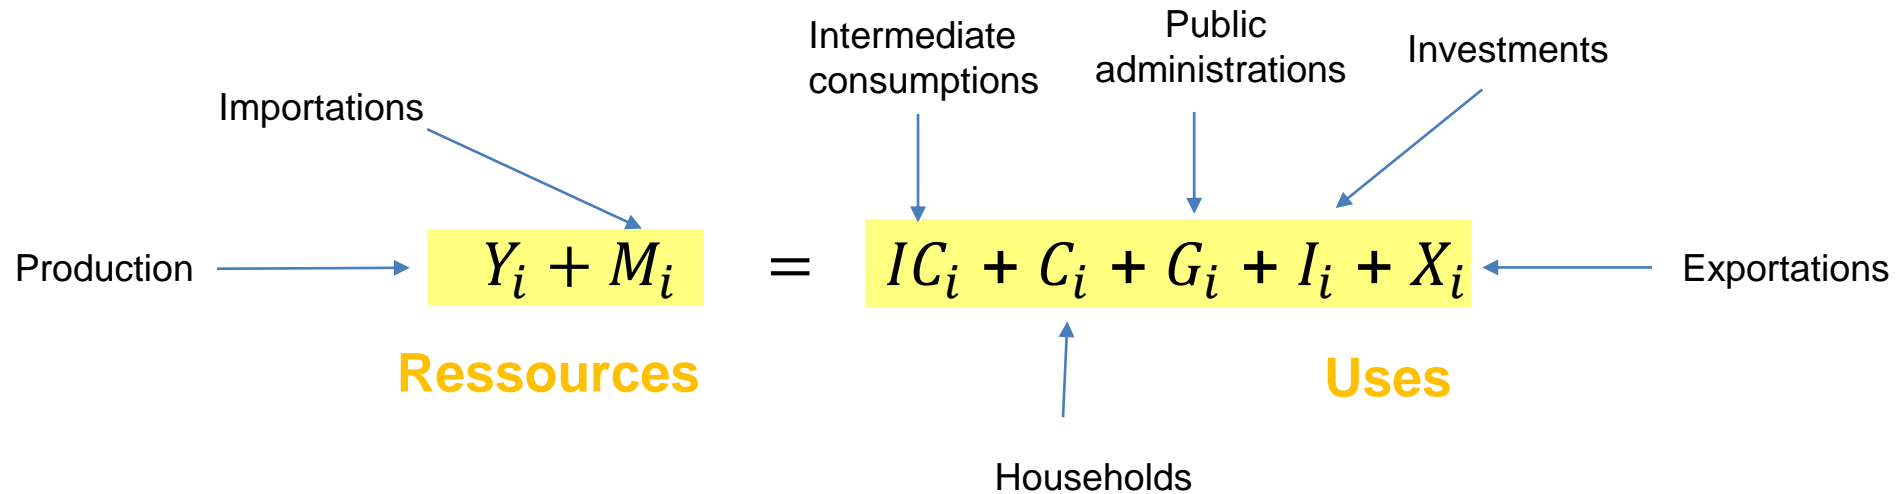 Intermediate
consumptions
Public
administrations
Investments
Importations
Production
Y_i + M_i = IC_i + C_i + G_i + I_i + X_i
Exportations
Ressources
Uses
Households